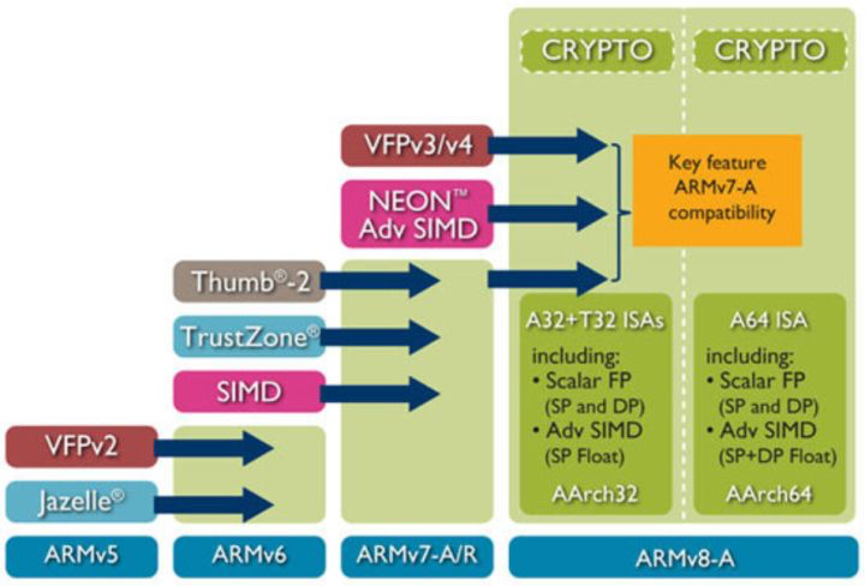 CRYPTO
CRYPTO
VFPv3/v4
Key feature
ARMv7-A
compatibility
NEON™
Adv SIMD
Thumb®-2
TrustZone®
SIMD
A32+T32 ISAs
including:
• Scalar FP
(SP and DP)
• Adv SIMD
(SP Float)
AArch32
A64 ISA
including:
• Scalar FP
(SP and DP)
• Adv SIMD
(SP+DP Float)
AArch64
VFPv2
Jazelle®
ARMv5
ARMv6
ARMv7-A/R
ARMv8-A